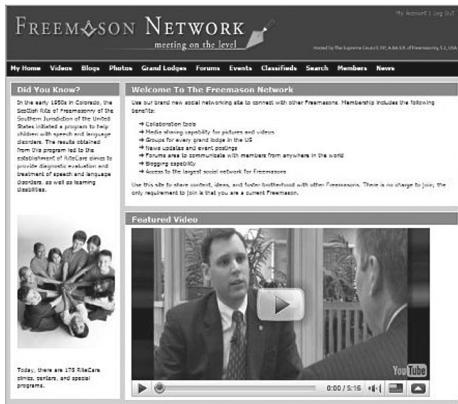 FREEMASON NETWORK
meeting on the level
My Account | Log Out
Hosted by The Supreme Council, 33°, A.&A.S.R. of Freemasonry, S.J., USA
My Home Videos Blogs Photos Grand Lodges Forums Events Classifieds Search Members News
Did You Know?
In the early 1950s in Colorado, the
Scottish Rite of Freemasonry of the
Southern Jurisdiction of the United
States initiated a program to help
children with speech and language
disorders. The results obtained
from this program led to the
establishment of RiteCare clinics to
provide diagnostic evaluation and
treatment of speech and language
disorders, as well as learning
disabilities.
Today, there are 175 RiteCare
clinics, centers, and special
programs.
Welcome To The Freemason Network
Use our brand new social networking site to connect with other Freemasons. Membership includes the following
benefits:
Collaboration tools
Media sharing capability for pictures and videos
Groups for every grand lodge in the US
News updates and event postings
Forums area to communicate with members from anywhere in the world
Blogging capability
Access to the largest social network for Freemasons
Use this site to share content, ideas, and foster brotherhood with other Freemasons. There is no charge to join; the
only requirement to join is that you are a current Freemason.
Featured Video
YouTube
0:00 / 5:16